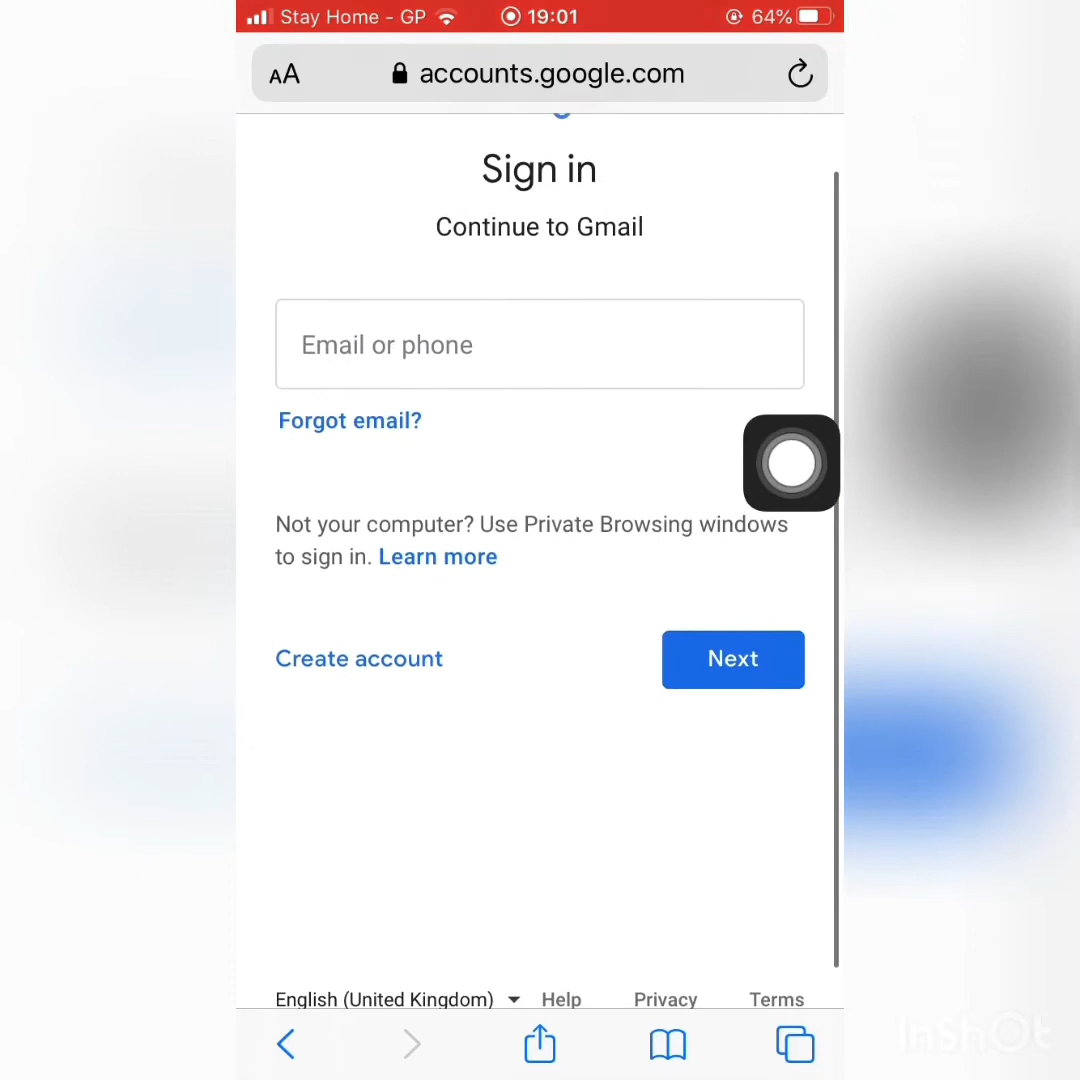 Stay Home - GP 19:01 64%
AA accounts.google.com
Sign in
Continue to Gmail
Email or phone
Forgot email?
Not your computer? Use Private Browsing windows
to sign in. Learn more
Create account Next
English (United Kingdom) Help Privacy Terms
InShOt